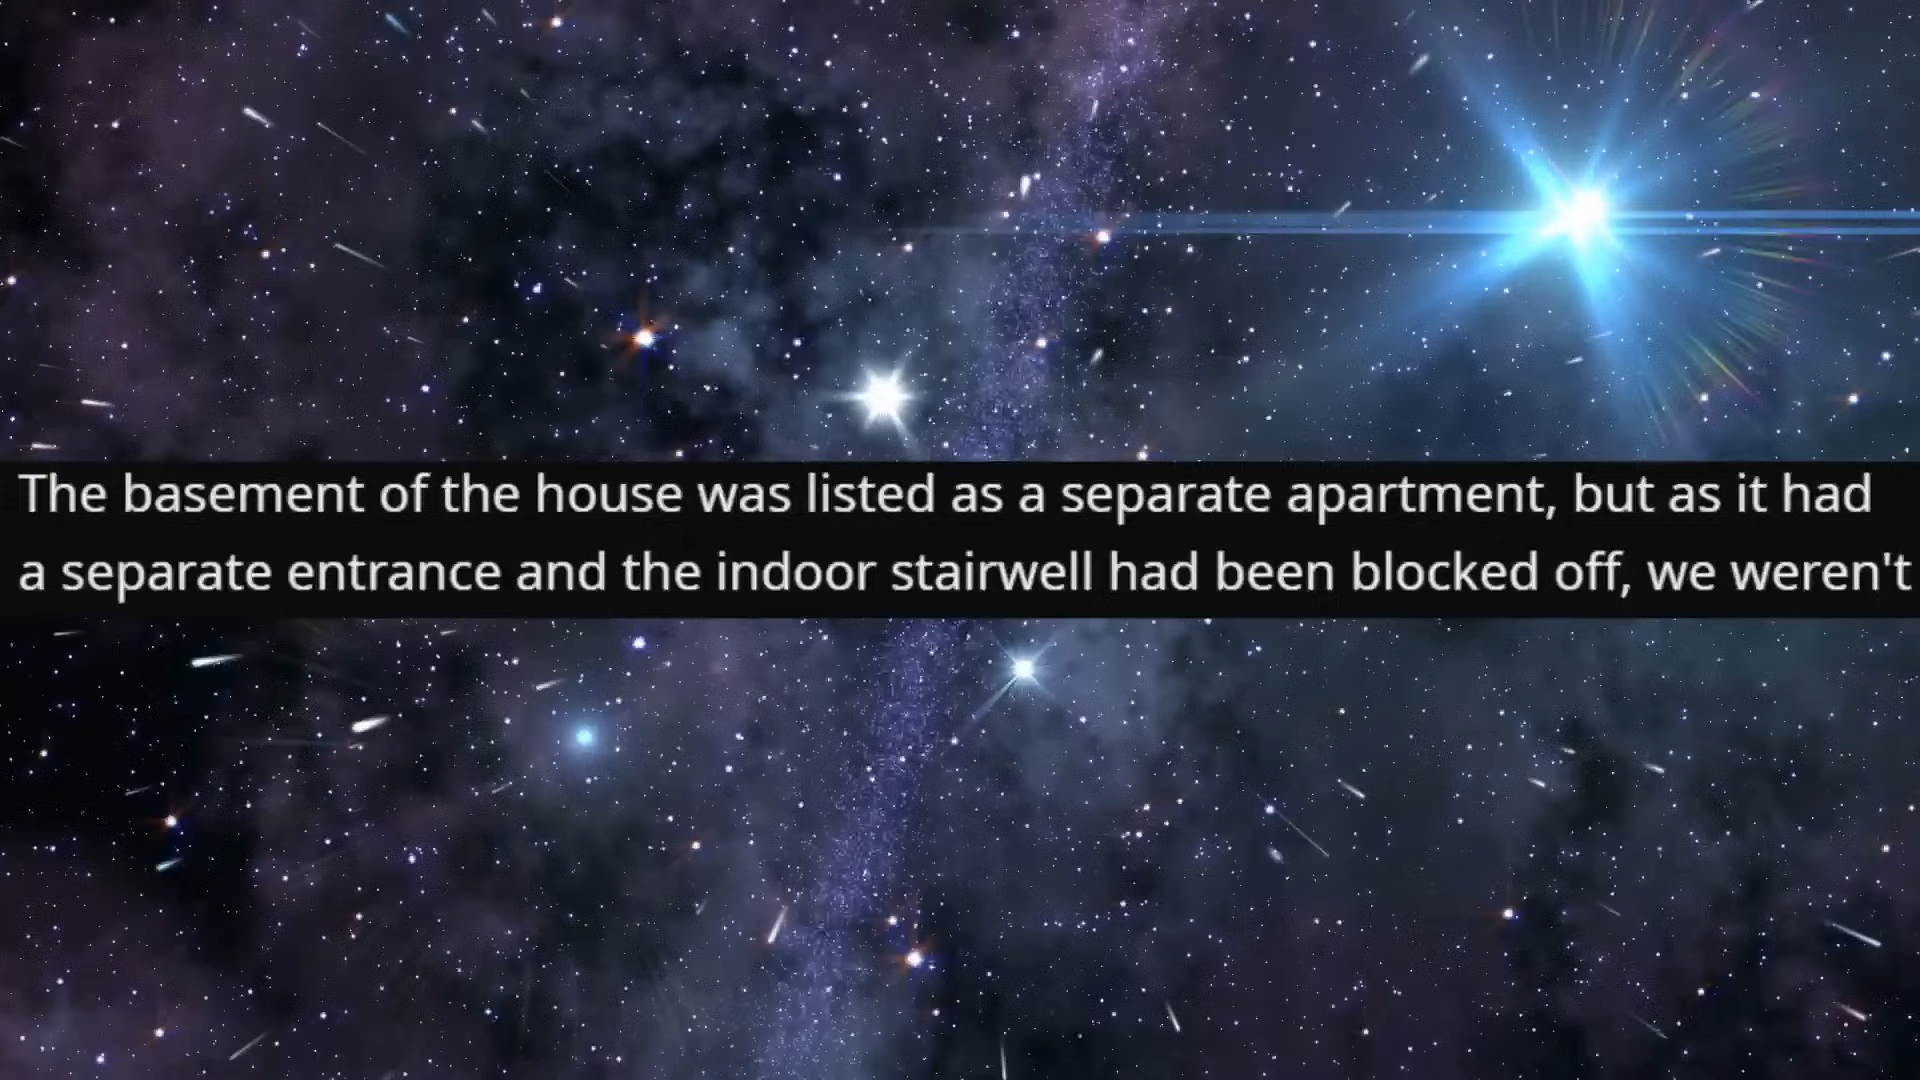 The basement of the house was listed as a separate apartment, but as it had
a separate entrance and the indoor stairwell had been blocked off, we weren't